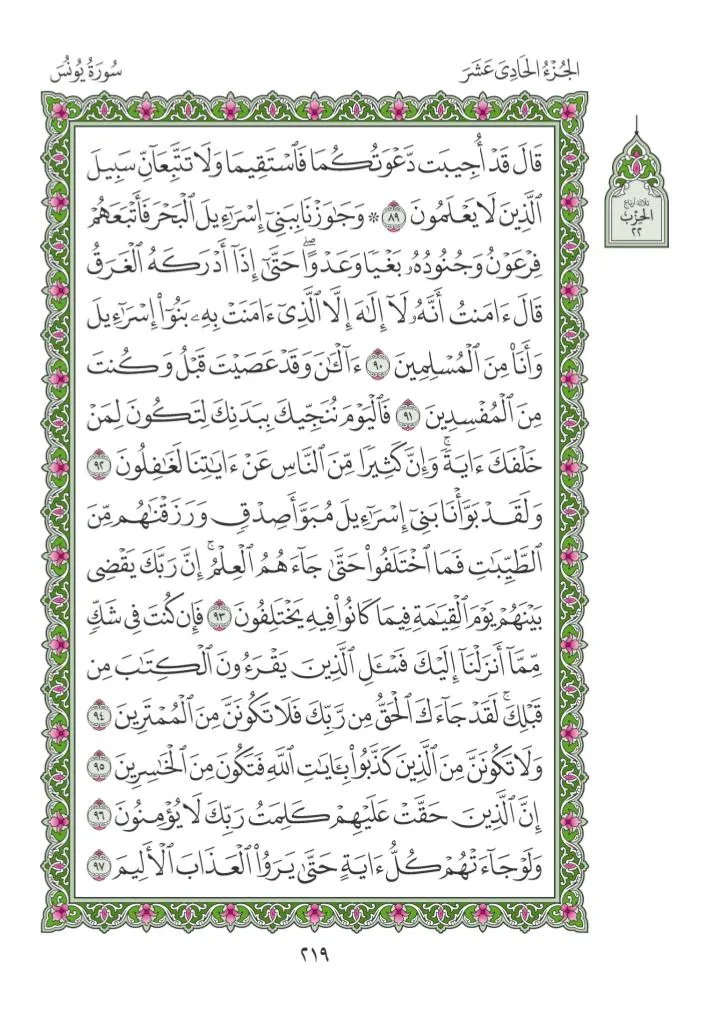 الجُزْءُ الحَادِى عَشَرَ
سُورَةُ يُونُسَ
قَالَ قَدْ أُجِيبَت دَّعْوَتُكُمَا فَٱسْتَقِيمَا وَلَا تَتَّبِعَآنِّ سَبِيلَ
ٱلَّذِينَ لَا يَعْلَمُونَ ٨٩ ۞ وَجَٰوَزْنَا بِبَنِىٓ إِسْرَٰٓءِيلَ ٱلْبَحْرَ فَأَتْبَعَهُمْ
فِرْعَوْنُ وَجُنُودُهُۥ بَغْيًا وَعَدْوًا ۖ حَتَّىٰٓ إِذَآ أَدْرَكَهُ ٱلْغَرَقُ
قَالَ ءَامَنتُ أَنَّهُۥ لَآ إِلَٰهَ إِلَّا ٱلَّذِىٓ ءَامَنَتْ بِهِۦ بَنُوٓا۟ إِسْرَٰٓءِيلَ
وَأَنَا۠ مِنَ ٱلْمُسْلِمِينَ ٩٠ ءَآلْـَٰٔنَ وَقَدْ عَصَيْتَ قَبْلُ وَكُنتَ
مِنَ ٱلْمُفْسِدِينَ ٩١ فَٱلْيَوْمَ نُنَجِّيكَ بِبَدَنِكَ لِتَكُونَ لِمَنْ
خَلْفَكَ ءَايَةً ۚ وَإِنَّ كَثِيرًا مِّنَ ٱلنَّاسِ عَنْ ءَايَٰتِنَا لَغَٰفِلُونَ ٩٢
وَلَقَدْ بَوَّأْنَا بَنِىٓ إِسْرَٰٓءِيلَ مُبَوَّأَ صِدْقٍ وَرَزَقْنَٰهُم مِّنَ
ٱلطَّيِّبَٰتِ فَمَا ٱخْتَلَفُوا۟ حَتَّىٰ جَآءَهُمُ ٱلْعِلْمُ ۚ إِنَّ رَبَّكَ يَقْضِى
بَيْنَهُمْ يَوْمَ ٱلْقِيَٰمَةِ فِيمَا كَانُوا۟ فِيهِ يَخْتَلِفُونَ ٩٣ فَإِن كُنتَ فِى شَكٍّ
مِّمَّآ أَنزَلْنَآ إِلَيْكَ فَسْـَٔلِ ٱلَّذِينَ يَقْرَءُونَ ٱلْكِتَٰبَ مِن
قَبْلِكَ ۚ لَقَدْ جَآءَكَ ٱلْحَقُّ مِن رَّبِّكَ فَلَا تَكُونَنَّ مِنَ ٱلْمُمْتَرِينَ ٩٤
وَلَا تَكُونَنَّ مِنَ ٱلَّذِينَ كَذَّبُوا۟ بِـَٔايَٰتِ ٱللَّهِ فَتَكُونَ مِنَ ٱلْخَٰسِرِينَ ٩٥
إِنَّ ٱلَّذِينَ حَقَّتْ عَلَيْهِمْ كَلِمَتُ رَبِّكَ لَا يُؤْمِنُونَ ٩٦
وَلَوْ جَآءَتْهُمْ كُلُّ ءَايَةٍ حَتَّىٰ يَرَوُا۟ ٱلْعَذَابَ ٱلْأَلِيمَ ٩٧
ثلاثة أرباع
الحِزْب
٢٢
٢١٩